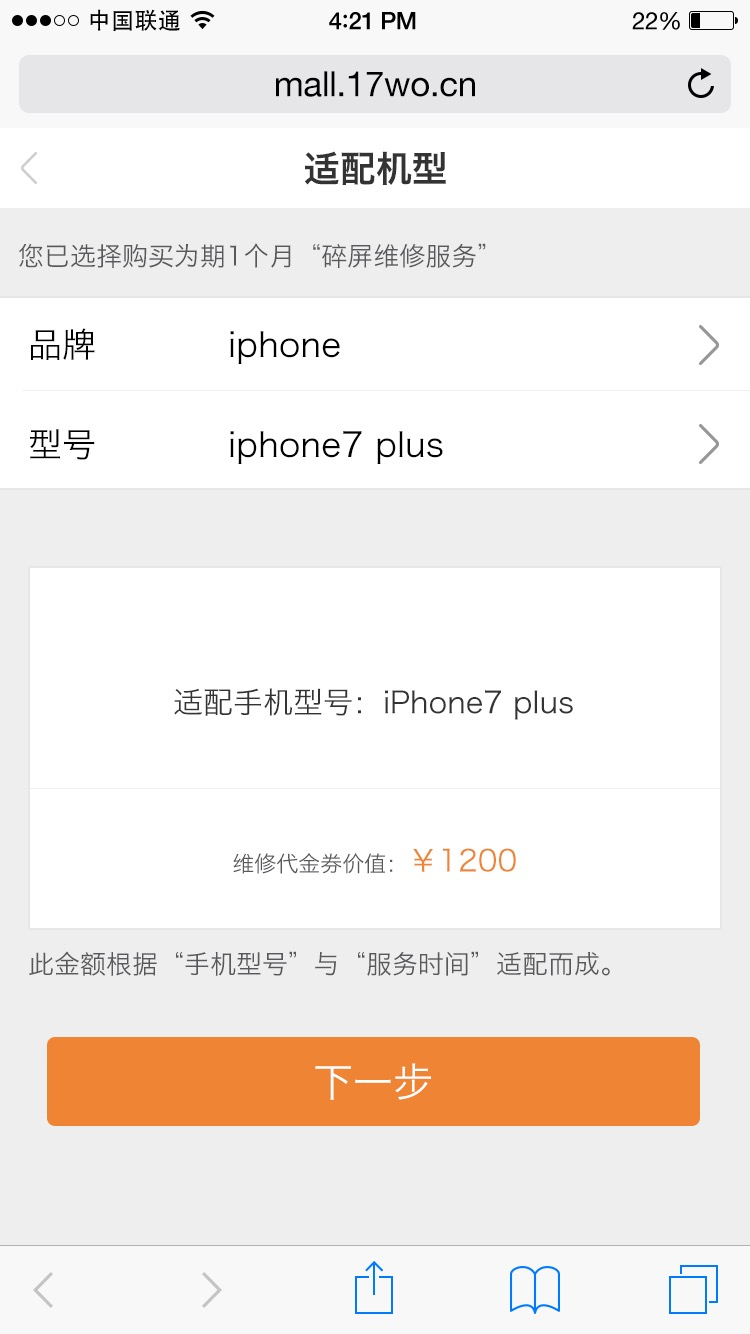 中国联通 4:21 PM 22%
mall.17wo.cn
适配机型
您已选择购买为期1个月“碎屏维修服务”
品牌 iphone
型号 iphone7 plus
适配手机型号：iPhone7 plus
维修代金券价值：￥1200
此金额根据“手机型号”与“服务时间”适配而成。
下一步